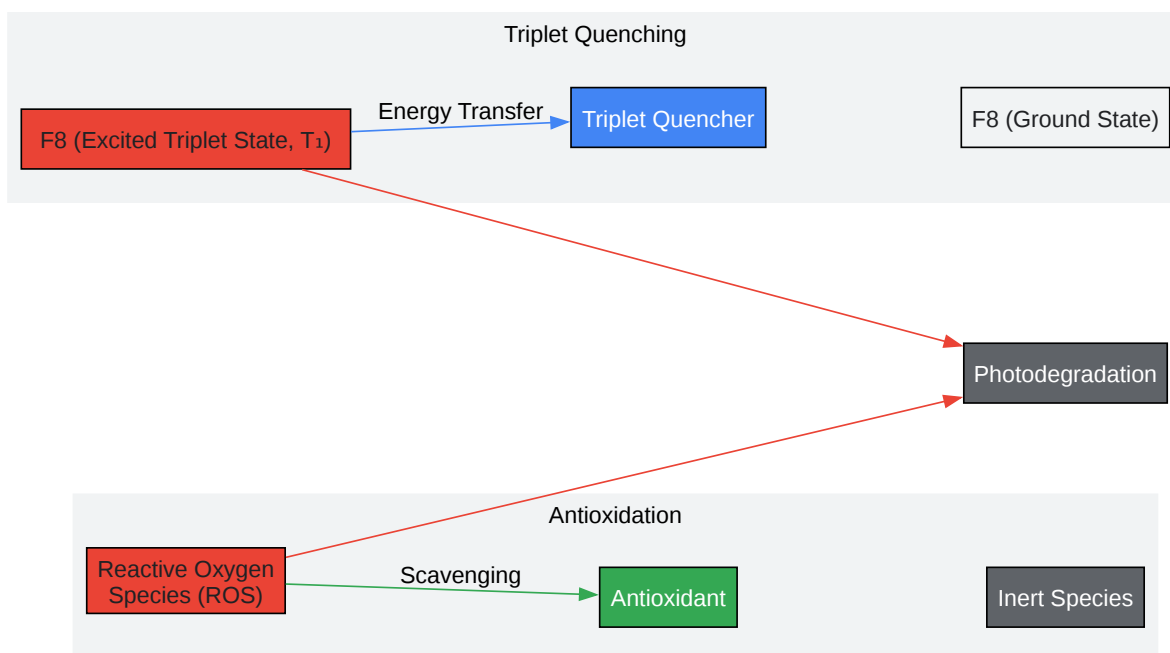 Triplet Quenching
F8 (Excited Triplet State, T₁)
Energy Transfer
Triplet Quencher
F8 (Ground State)
Photodegradation
Antioxidation
Reactive Oxygen
Species (ROS)
Scavenging
Antioxidant
Inert Species